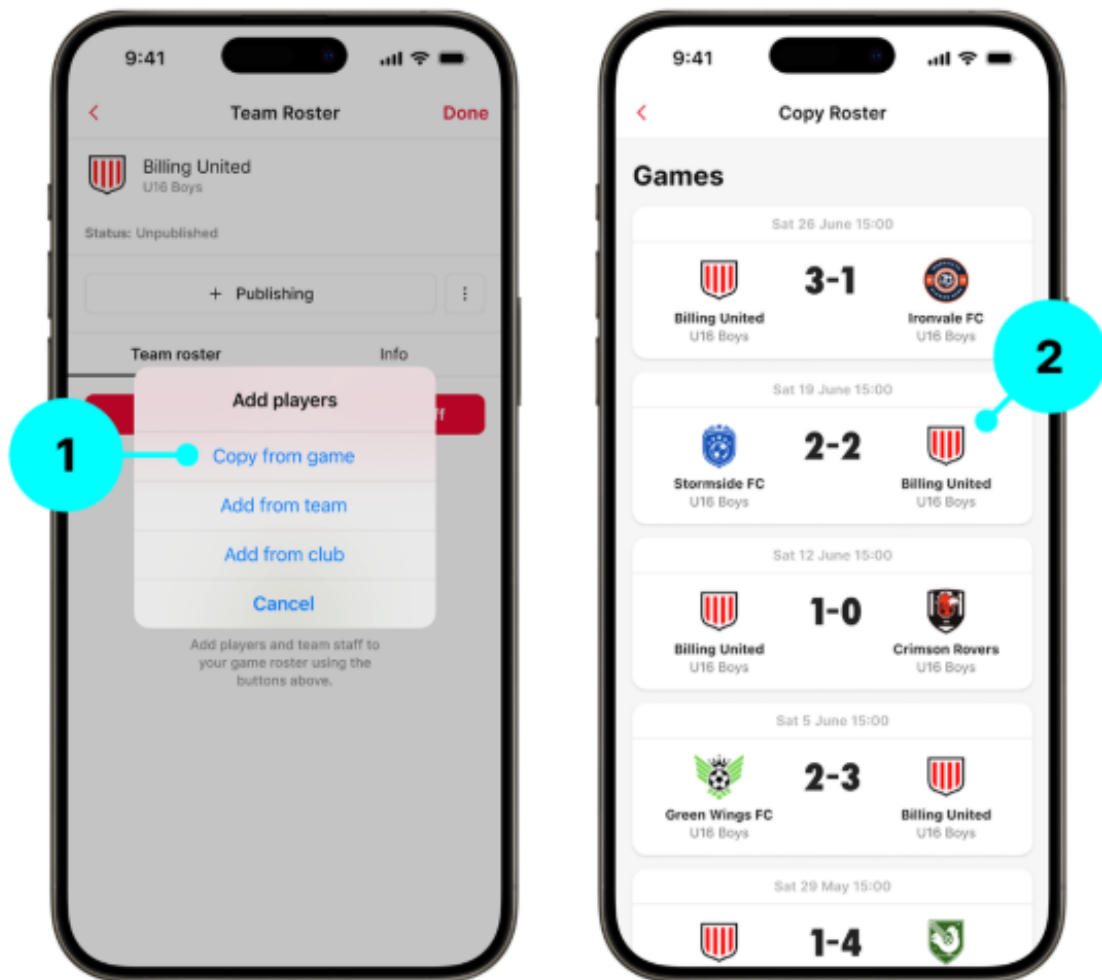 9:41
Team Roster
Done
Billing United
U16 Boys
Status: Unpublished
+ Publishing
Team roster
Info
Add players
1
Copy from game
Add from team
Add from club
Cancel
Add players and team staff to
your game roster using the
buttons above.
9:41
Copy Roster
Games
Sat 26 June 15:00
3-1
Billing United
U16 Boys
Ironvale FC
U16 Boys
2
Sat 19 June 15:00
2-2
Stormside FC
U16 Boys
Billing United
U16 Boys
Sat 12 June 15:00
1-0
Billing United
U16 Boys
Crimson Rovers
U16 Boys
Sat 5 June 15:00
2-3
Green Wings FC
U16 Boys
Billing United
U16 Boys
Sat 29 May 15:00
1-4